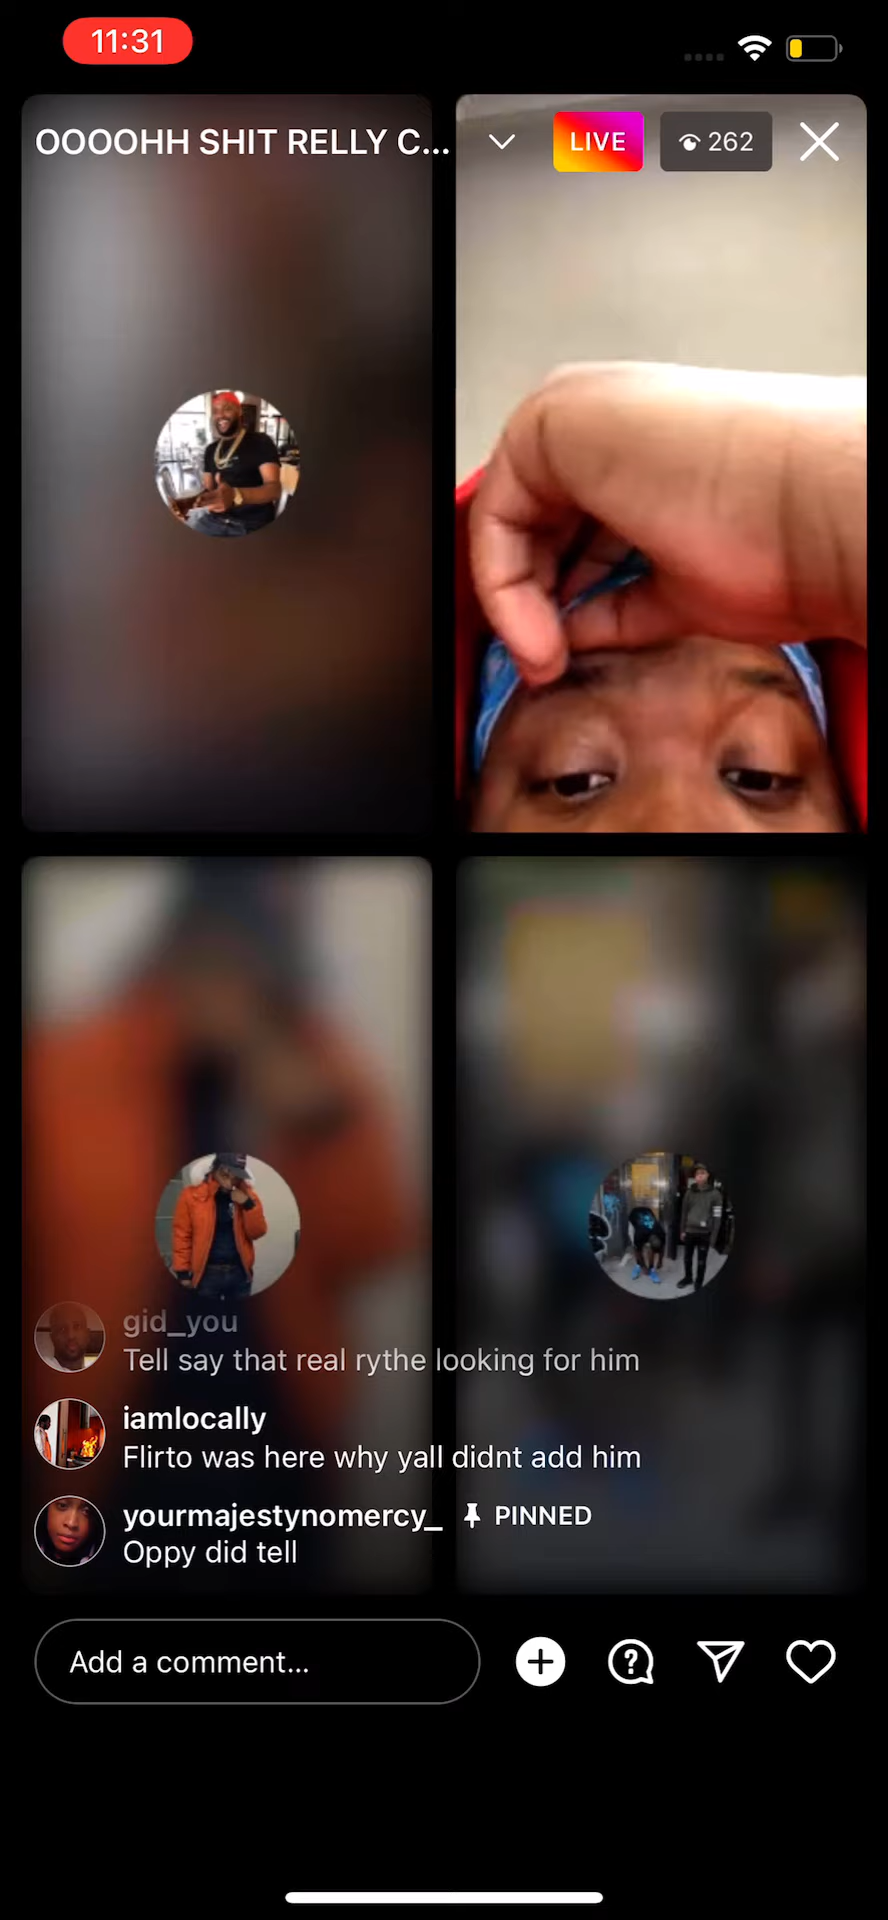 11:31
OOOOHH SHIT RELLY C...
LIVE
262
gid_you
Tell say that real rythe looking for him
iamlocally
Flirto was here why yall didnt add him
yourmajestynomercy_ PINNED
Oppy did tell
Add a comment...